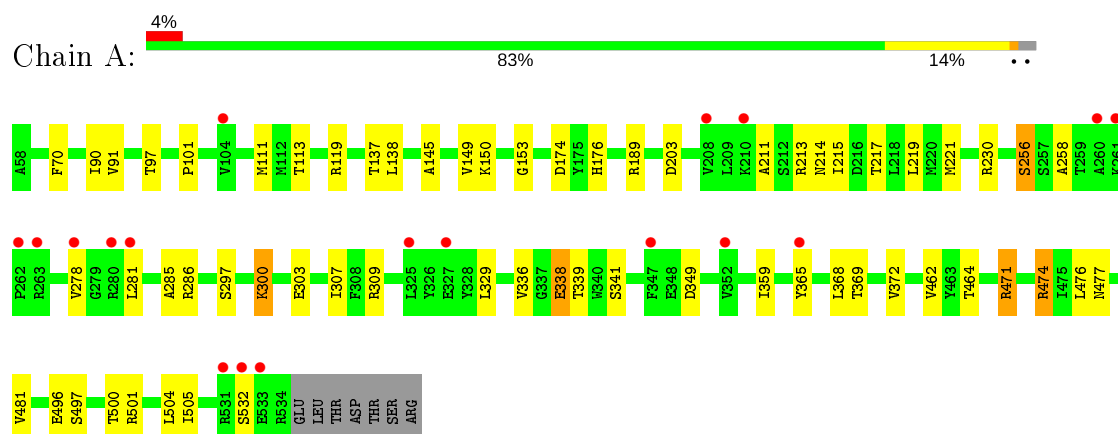 4%
Chain A:
83%
14%
A58 F70 I90 V91 T97 P101 V104 M111 M112 T113 R119 T137 L138 A145 V149 K150 G153 D174 Y175 H176 R189 D203 V208 L209 K210 A211 S212 R213 N214 I215 D216 T217 L218 L219 M220 M221 R230 S256 S257 A258 T259 A260 K261
P262 R263 V278 G279 R280 L281 A285 R286 S297 K300 E303 I307 F308 R309 L325 Y326 E327 Y328 L329 V336 G337 E338 T339 W340 S341 F347 E348 D349 V352 I359 Y365 L368 T369 V372 V462 Y463 T464 R471 R474 I475 L476 N477
V481 E496 S497 T500 R501 L504 I505 R531 S532 E533 R534 GLU LEU THR ASP THR SER ARG